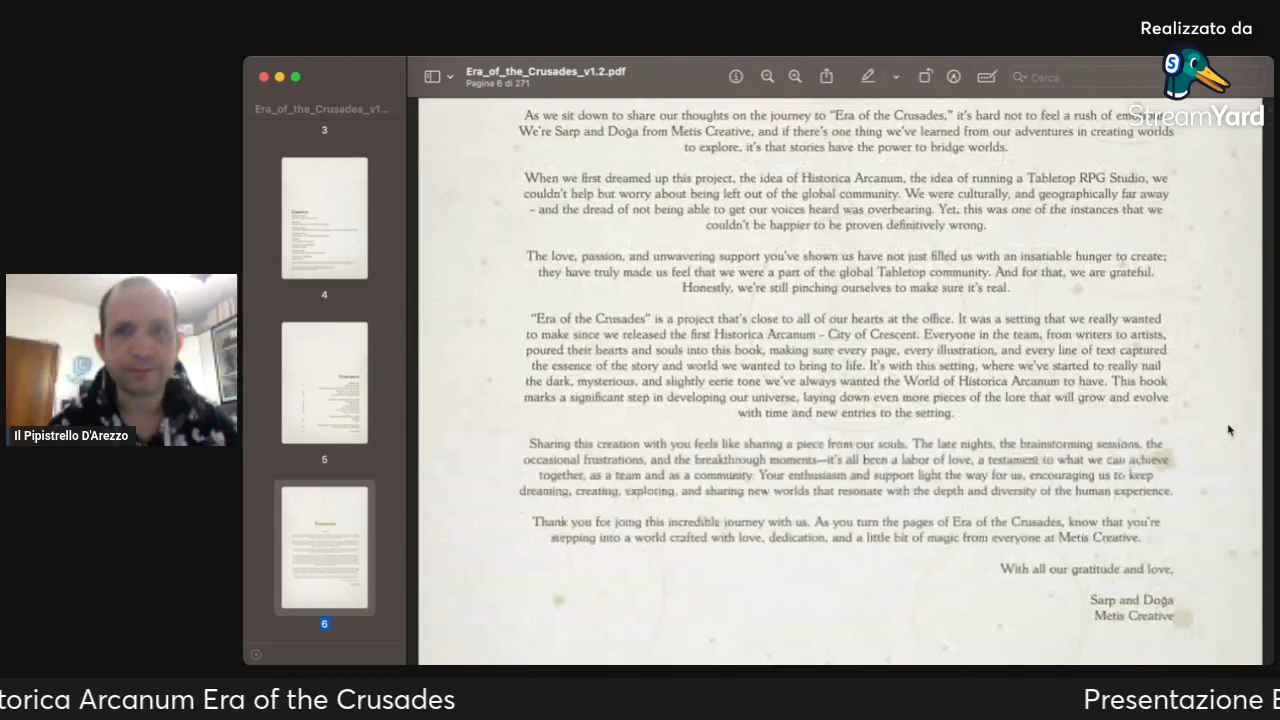 Realizzato da
StreamYard
Era_of_the_Crusades_v1.2.pdf
Pagina 6 di 271
Cerca
Era_of_the_Crusades_v1...
3
4
5
6
As we sit down to share our thoughts on the journey to “Era of the Crusades,” it’s hard not to feel a rush of
We’re Sarp and Doğa from Metis Creative, and if there’s one thing we’ve learned from our adventures in creating worlds
to explore, it’s that stories have the power to bridge worlds.
When we first dreamed up this project, the idea of Historica Arcanum, the idea of running a Tabletop RPG Studio, we
couldn’t help but worry about being left out of the global community. We were culturally, and geographically far away
– and the dread of not being able to get our voices heard was overbearing. Yet, this was one of the instances that we
couldn’t be happier to be proven definitively wrong.
The love, passion, and unwavering support you’ve shown us have not just filled us with an insatiable hunger to create;
they have truly made us feel that we were a part of the global Tabletop community. And for that, we are grateful.
Honestly, we’re still pinching ourselves to make sure it’s real.
“Era of the Crusades” is a project that’s close to all of our hearts at the office. It was a setting that we really wanted
to make since we released the first Historica Arcanum – City of Crescent. Everyone in the team, from writers to artists,
poured their hearts and souls into this book, making sure every page, every illustration, and every line of text captured
the essence of the story and world we wanted to bring to life. It’s with this setting, where we’ve started to really nail
the dark, mysterious, and slightly eerie tone we’ve always wanted the World of Historica Arcanum to have. This book
marks a significant step in developing our universe, laying down even more pieces of the lore that will grow and evolve
with time and new entries to the setting.
Sharing this creation with you feels like sharing a piece from our souls. The late nights, the brainstorming sessions, the
occasional frustrations, and the breakthrough moments—it’s all been a labor of love, a testament to what we can achieve
together, as a team and as a community. Your enthusiasm and support light the way for us, encouraging us to keep
dreaming, creating, exploring, and sharing new worlds that resonate with the depth and diversity of the human experience.
Thank you for joing this incredible journey with us. As you turn the pages of Era of the Crusades, know that you’re
stepping into a world crafted with love, dedication, and a little bit of magic from everyone at Metis Creative.
With all our gratitude and love,
Sarp and Doğa
Metis Creative
Il Pipistrello D'Arezzo
torica Arcanum Era of the Crusades
Presentazione E